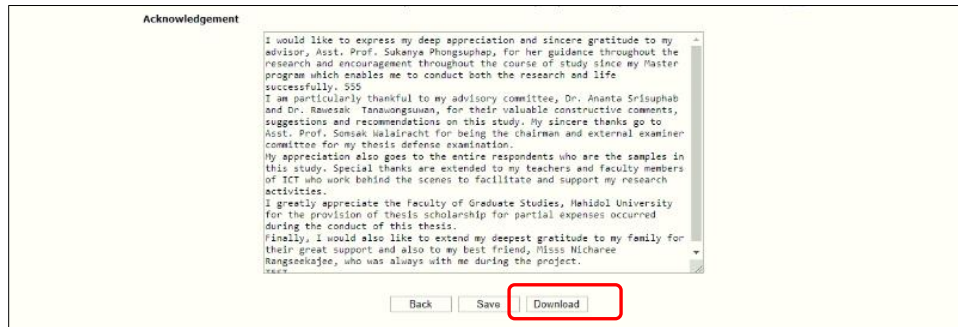 Acknowledgement
I would like to express my deep appreciation and sincere gratitude to my
advisor, Asst. Prof. Sukanya Phongsuphap, for her guidance throughout the
research and encouragement throughout the course of study since my Master
program which enables me to conduct both the research and life
successfully. 555
I am particularly thankful to my advisory committee, Dr. Ananta Srisuphab
and Dr. Rawesak Tanawongsuwan, for their valuable constructive comments,
suggestions and recommendations on this study. My sincere thanks go to
Asst. Prof. Somsak Walairacht for being the chairman and external examiner
committee for my thesis defense examination.
My appreciation also goes to the entire respondents who are the samples in
this study. Special thanks are extended to my teachers and faculty members
of ICT who work behind the scenes to facilitate and support my research
activities.
I greatly appreciate the Faculty of Graduate Studies, Mahidol University
for the provision of thesis scholarship for partial expenses occurred
during the conduct of this thesis.
Finally, I would also like to extend my deepest gratitude to my family for
their great support and also to my best friend, Misss Nicharee
Rangseekajee, who was always with me during the project.
Back Save Download